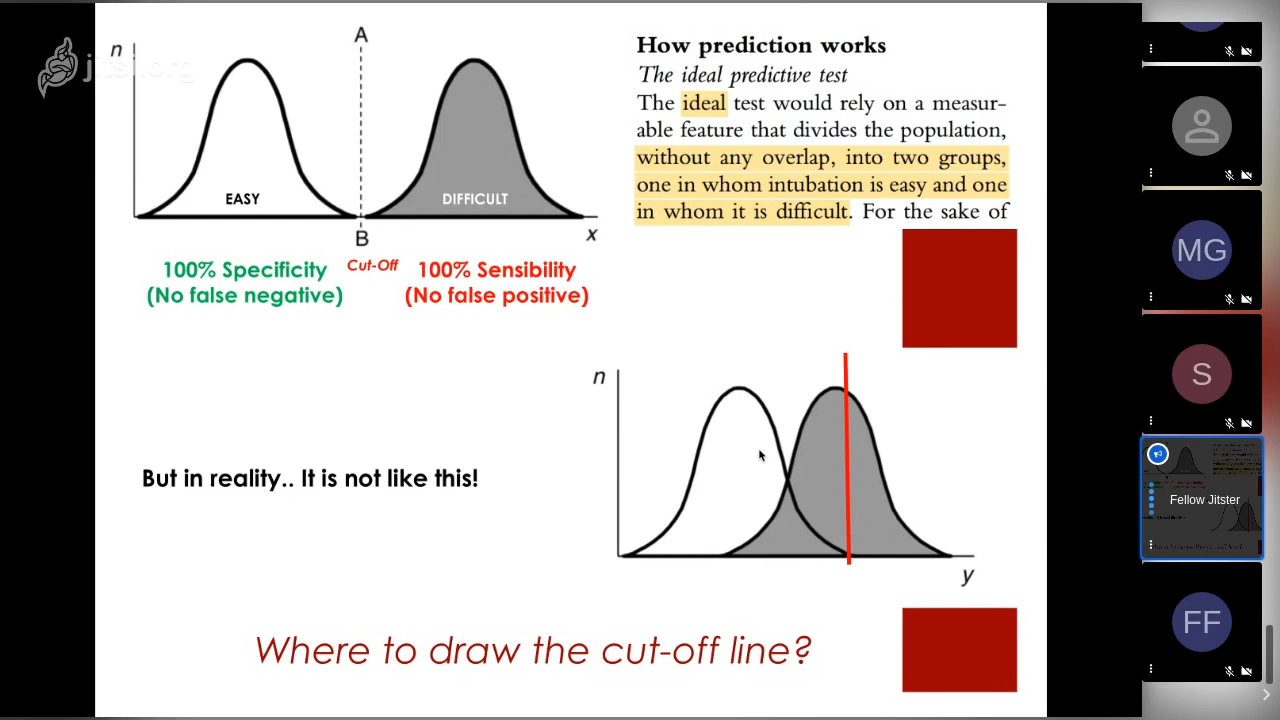 jitsi.org
n
A
EASY
DIFFICULT
B
x
100% Specificity
(No false negative)
Cut-Off
100% Sensibility
(No false positive)
How prediction works
The ideal predictive test
The ideal test would rely on a measur-
able feature that divides the population,
without any overlap, into two groups,
one in whom intubation is easy and one
in whom it is difficult. For the sake of
n
y
But in reality.. It is not like this!
Where to draw the cut-off line?
MG
S
Fellow Jitster
FF